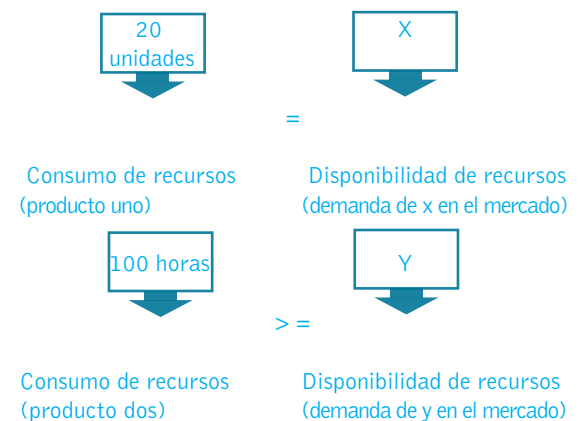 20
unidades
X
=
Consumo de recursos
(producto uno)
Disponibilidad de recursos
(demanda de x en el mercado)
100 horas
Y
> =
Consumo de recursos
(producto dos)
Disponibilidad de recursos
(demanda de y en el mercado)